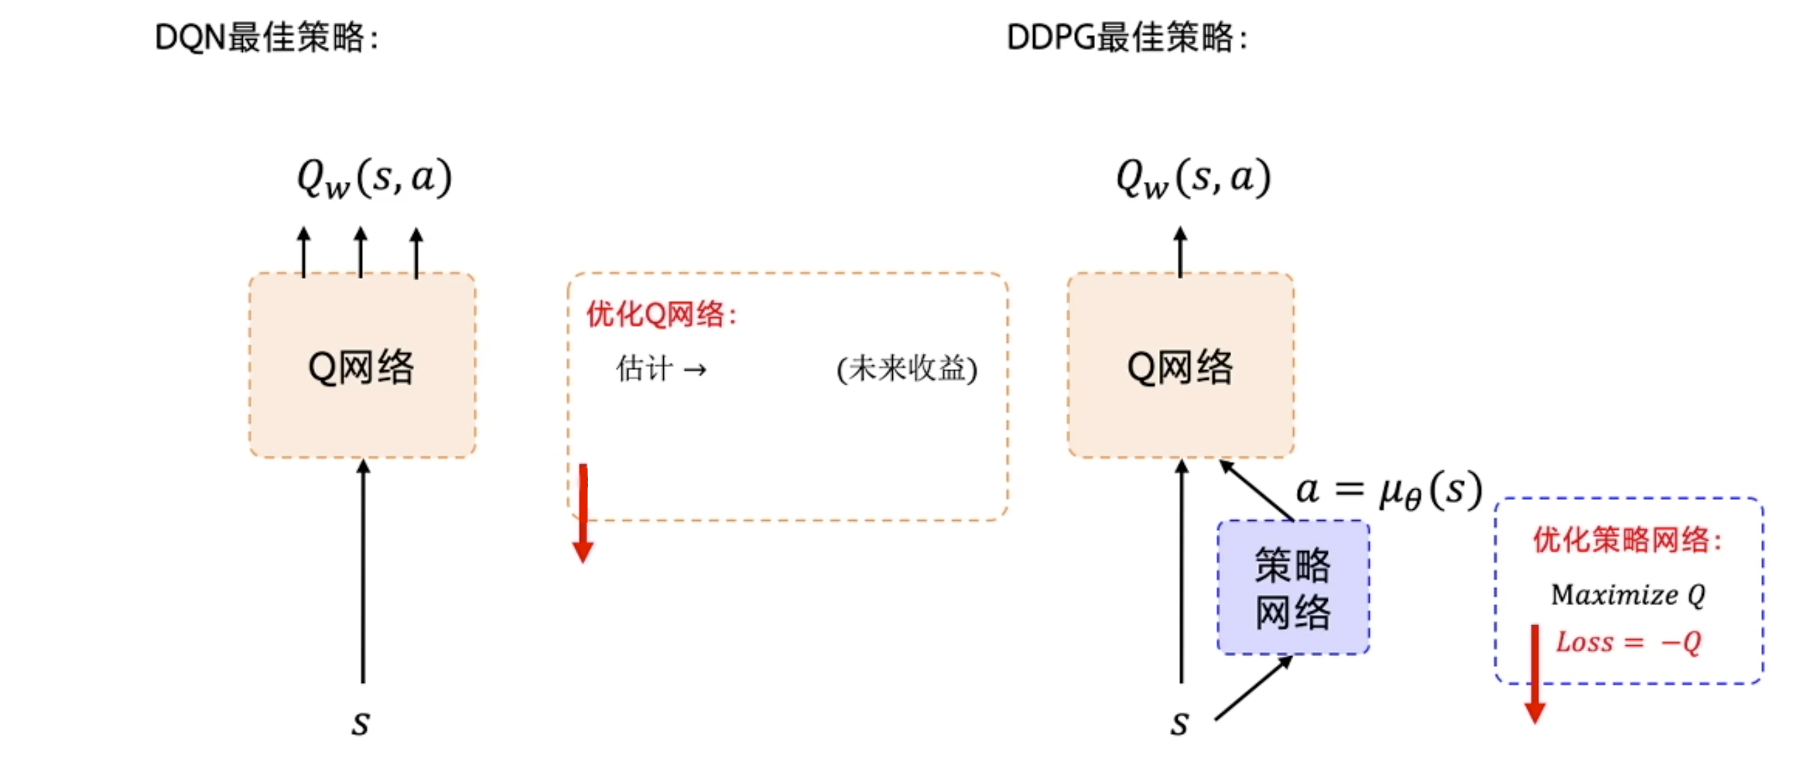 DQN最佳策略：
DDPG最佳策略：
Q_w(s, a)
Q_w(s, a)
Q网络
优化Q网络：
估计 → (未来收益)
Q网络
a = μ_θ(s)
策略
网络
优化策略网络：
Maximize Q
Loss = −Q
s
s